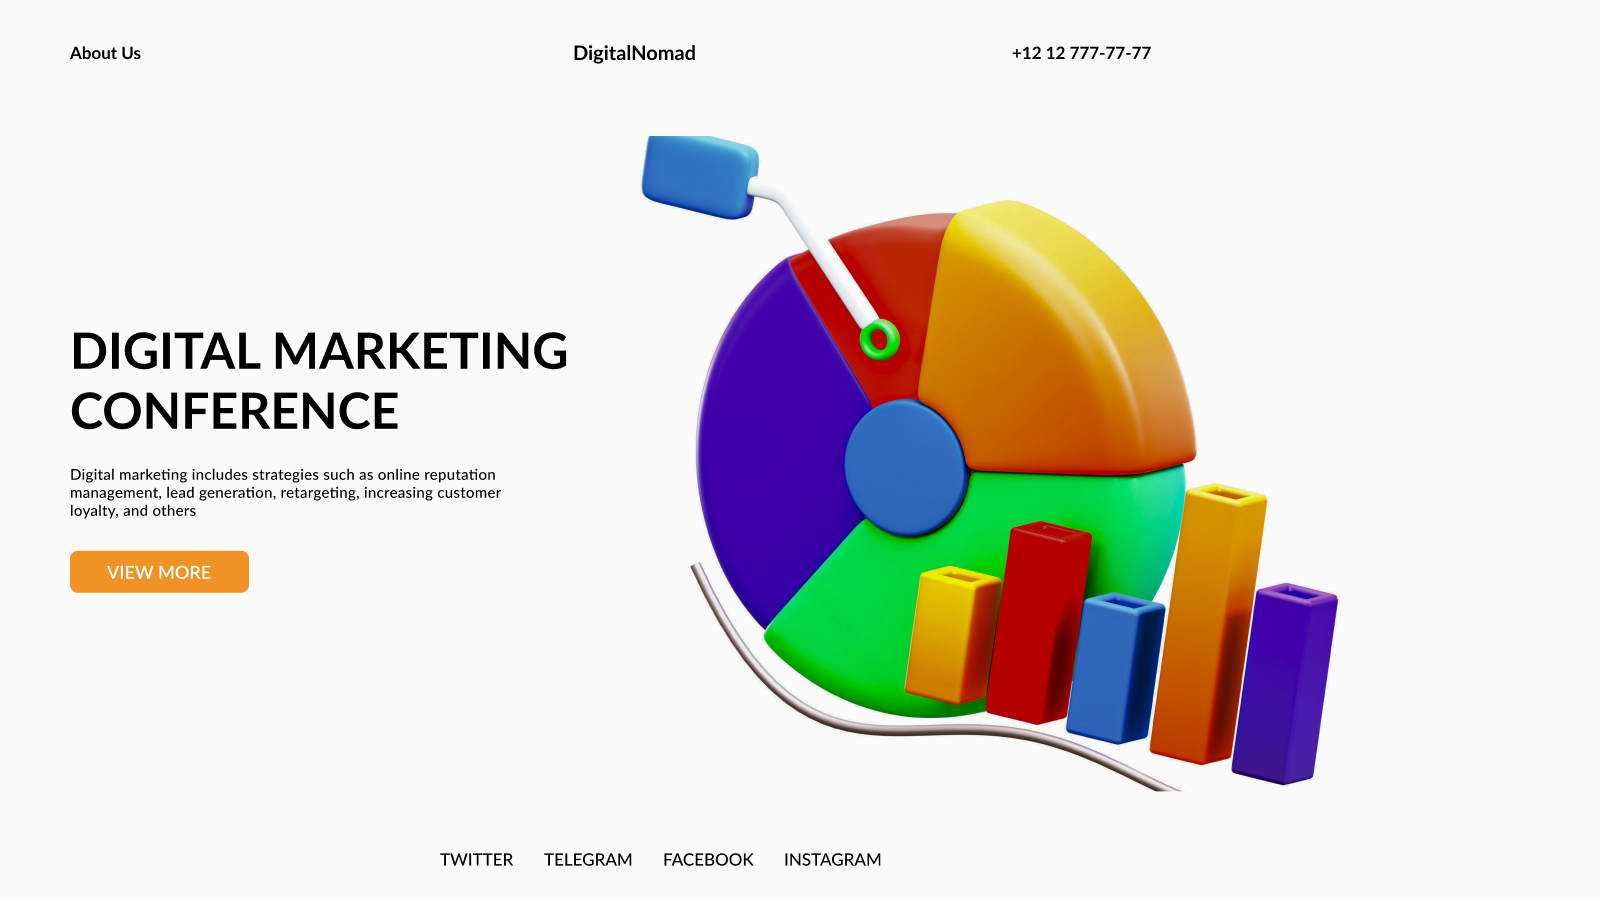 About Us
DigitalNomad
+12 12 777-77-77
DIGITAL MARKETING
CONFERENCE
Digital marketing includes strategies such as online reputation
management, lead generation, retargeting, increasing customer
loyalty, and others
VIEW MORE
TWITTER
TELEGRAM
FACEBOOK
INSTAGRAM